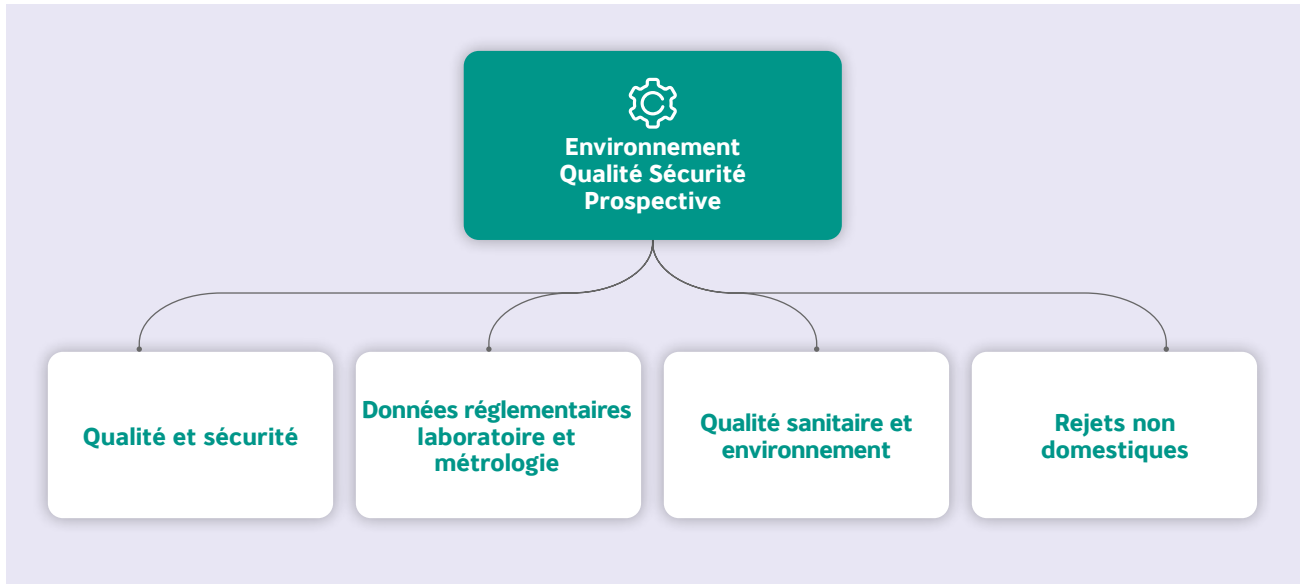 Environnement
Qualité Sécurité
Prospective
Qualité et sécurité
Données réglementaires
laboratoire et
métrologie
Qualité sanitaire et
environnement
Rejets non
domestiques